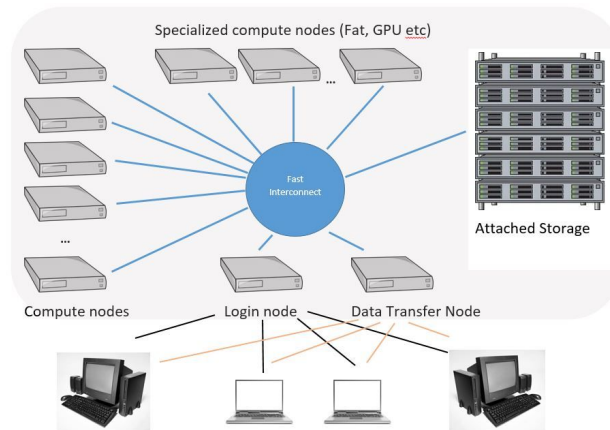 Specialized compute nodes (Fat, GPU etc)
...
Fast
Interconnect
...
Attached Storage
Compute nodes
Login node
Data Transfer Node